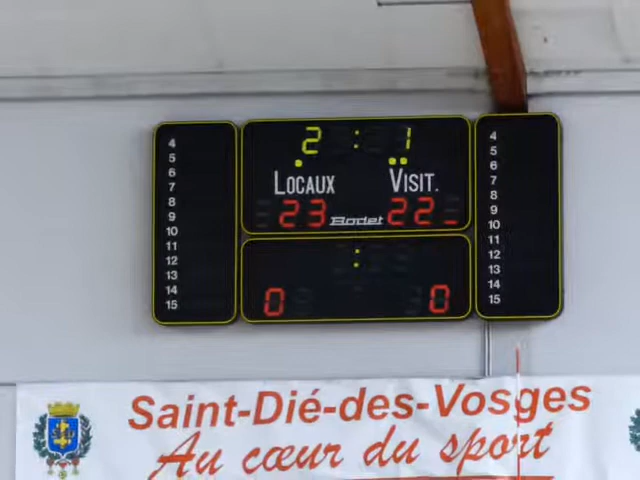 2 : 1
LOCAUX VISIT.
23 Bodet 22
:
0 0
4 4
5 5
6 6
7 7
8 8
9 9
10 10
11 11
12 12
13 13
14 14
15 15
Saint-Dié-des-Vosges
Au cœur du sport